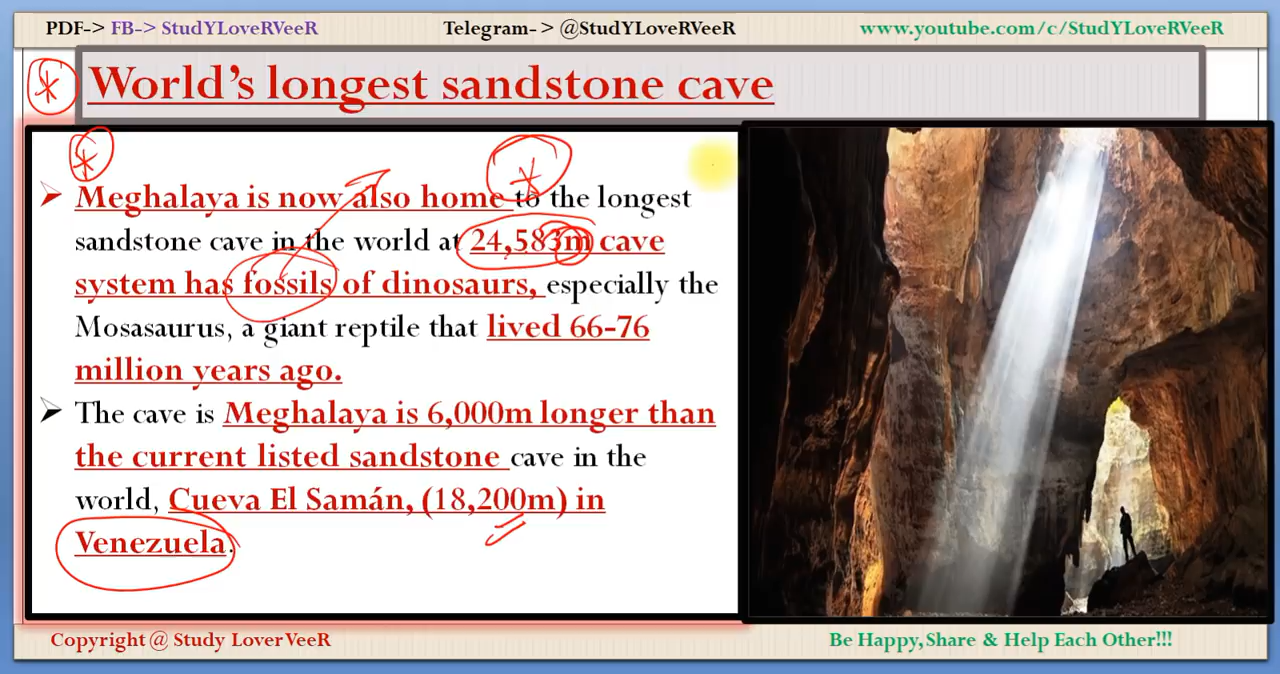 PDF-> FB-> StudYLoveRVeeR
Telegram- > @StudYLoveRVeeR
www.youtube.com/c/StudYLoveRVeeR
World's longest sandstone cave
Meghalaya is now also home to the longest
sandstone cave in the world at 24,583m cave
system has fossils of dinosaurs, especially the
Mosasaurus, a giant reptile that lived 66-76
million years ago.
The cave is Meghalaya is 6,000m longer than
the current listed sandstone cave in the
world, Cueva El Samán, (18,200m) in
Venezuela.
Copyright @ Study LoverVeeR
Be Happy,Share & Help Each Other!!!